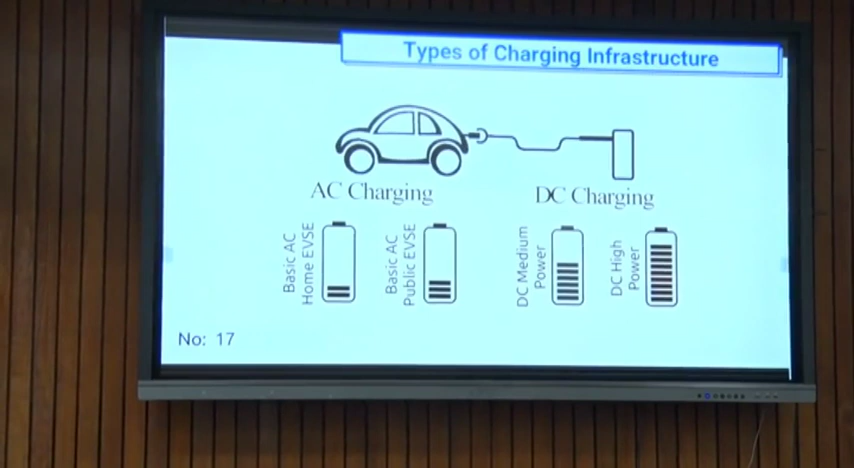 Types of Charging Infrastructure
AC Charging
DC Charging
Basic AC
Home EVSE
Basic AC
Public EVSE
DC Medium
Power
DC High
Power
No: 17